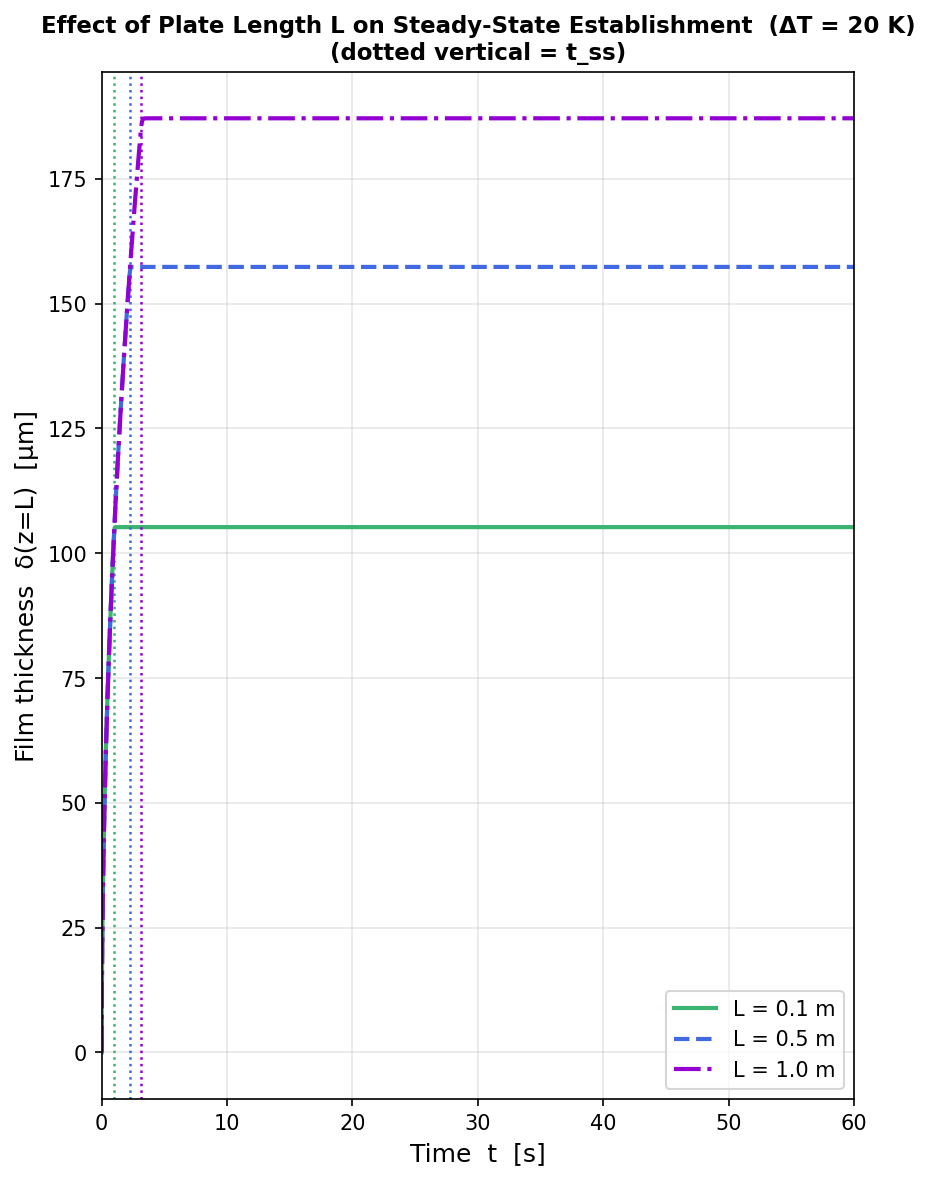 Effect of Plate Length L on Steady-State Establishment  (ΔT = 20 K)
(dotted vertical = t_ss)
Film thickness  δ(z=L)  [µm]
175
150
125
100
75
50
25
0
0 10 20 30 40 50 60
Time  t  [s]
L = 0.1 m
L = 0.5 m
L = 1.0 m